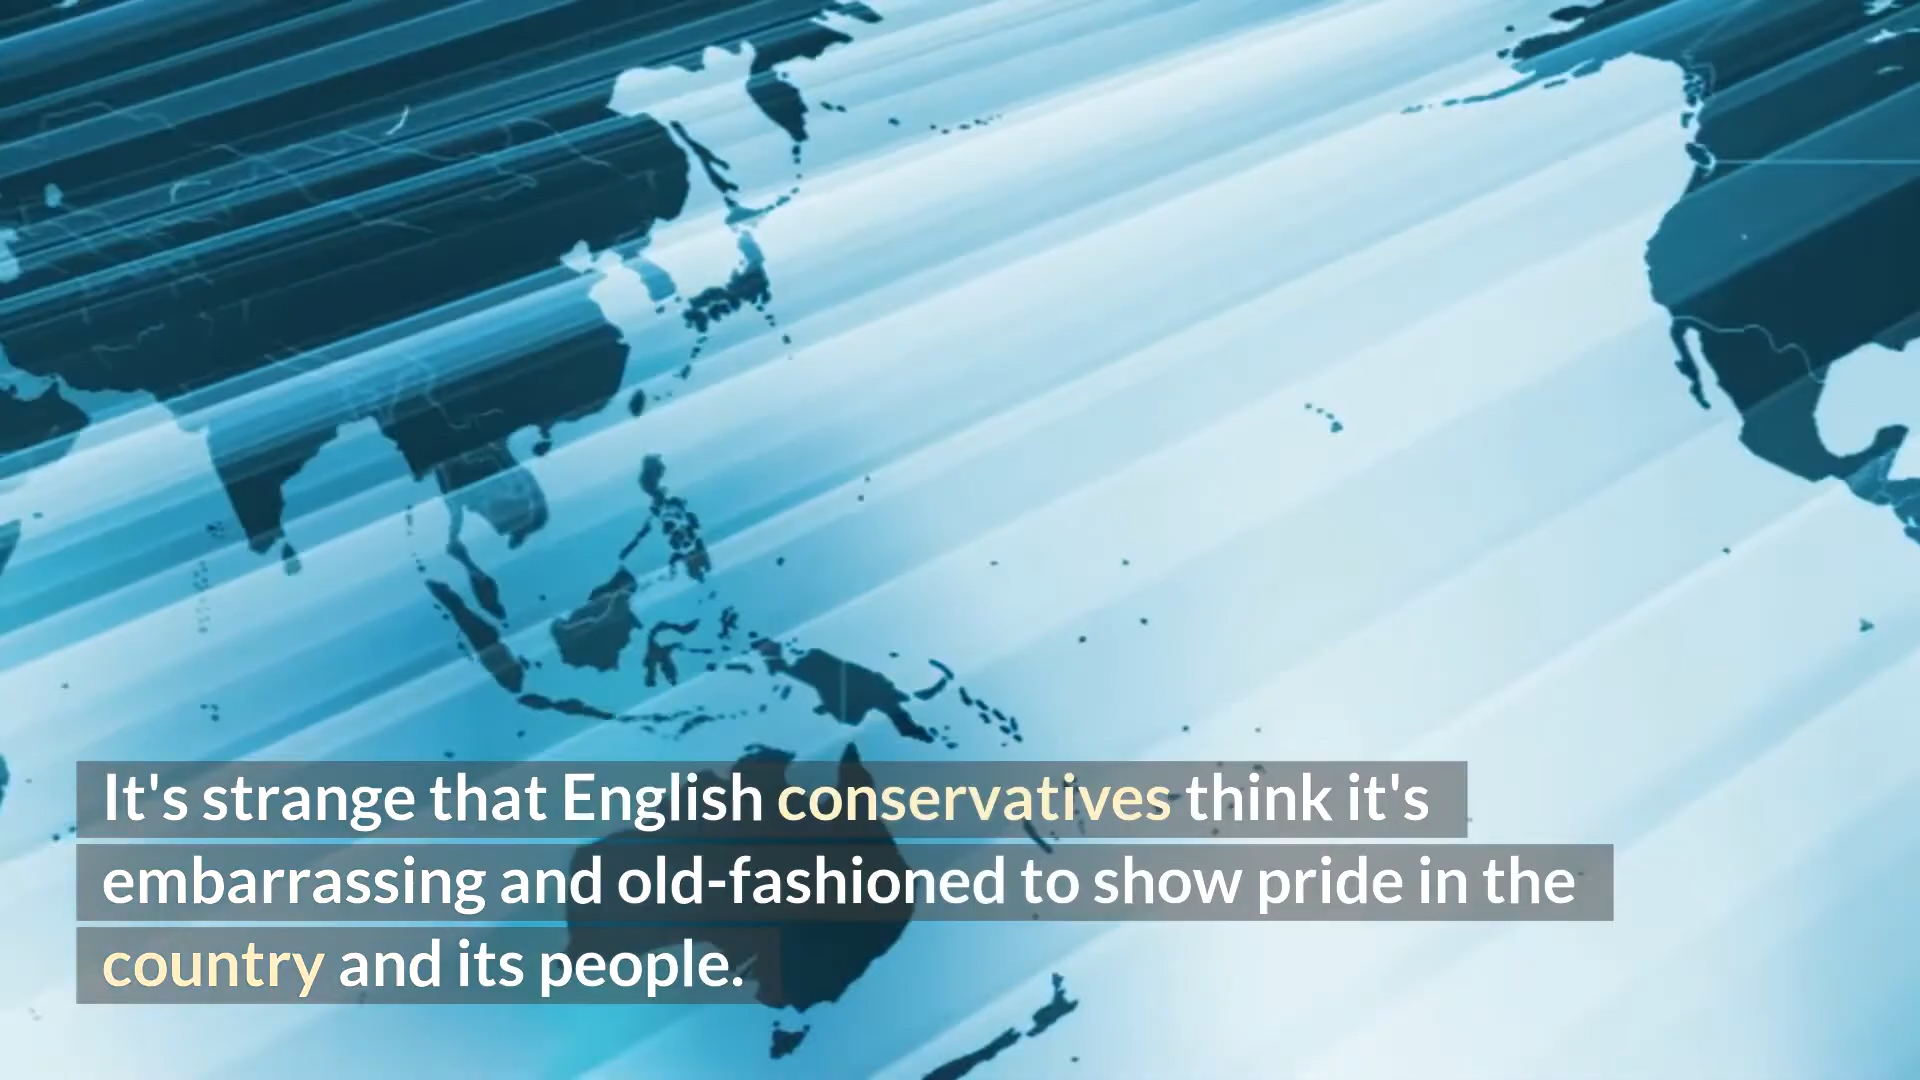 It's strange that English conservatives think it's
embarrassing and old-fashioned to show pride in the
country and its people.